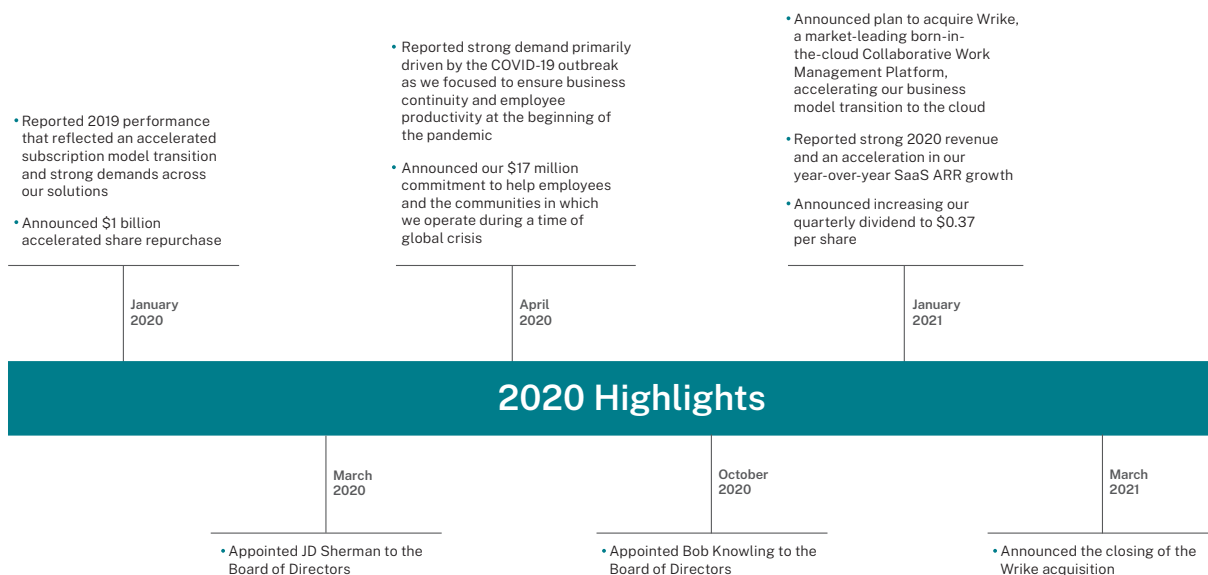 • Reported 2019 performance
that reflected an accelerated
subscription model transition
and strong demands across
our solutions
• Announced $1 billion
accelerated share repurchase
January
2020
• Reported strong demand primarily
driven by the COVID-19 outbreak
as we focused to ensure business
continuity and employee
productivity at the beginning of
the pandemic
• Announced our $17 million
commitment to help employees
and the communities in which
we operate during a time of
global crisis
April
2020
• Announced plan to acquire Wrike,
a market-leading born-in-
the-cloud Collaborative Work
Management Platform,
accelerating our business
model transition to the cloud
• Reported strong 2020 revenue
and an acceleration in our
year-over-year SaaS ARR growth
• Announced increasing our
quarterly dividend to $0.37
per share
January
2021
2020 Highlights
March
2020
• Appointed JD Sherman to the
Board of Directors
October
2020
• Appointed Bob Knowling to the
Board of Directors
March
2021
• Announced the closing of the
Wrike acquisition